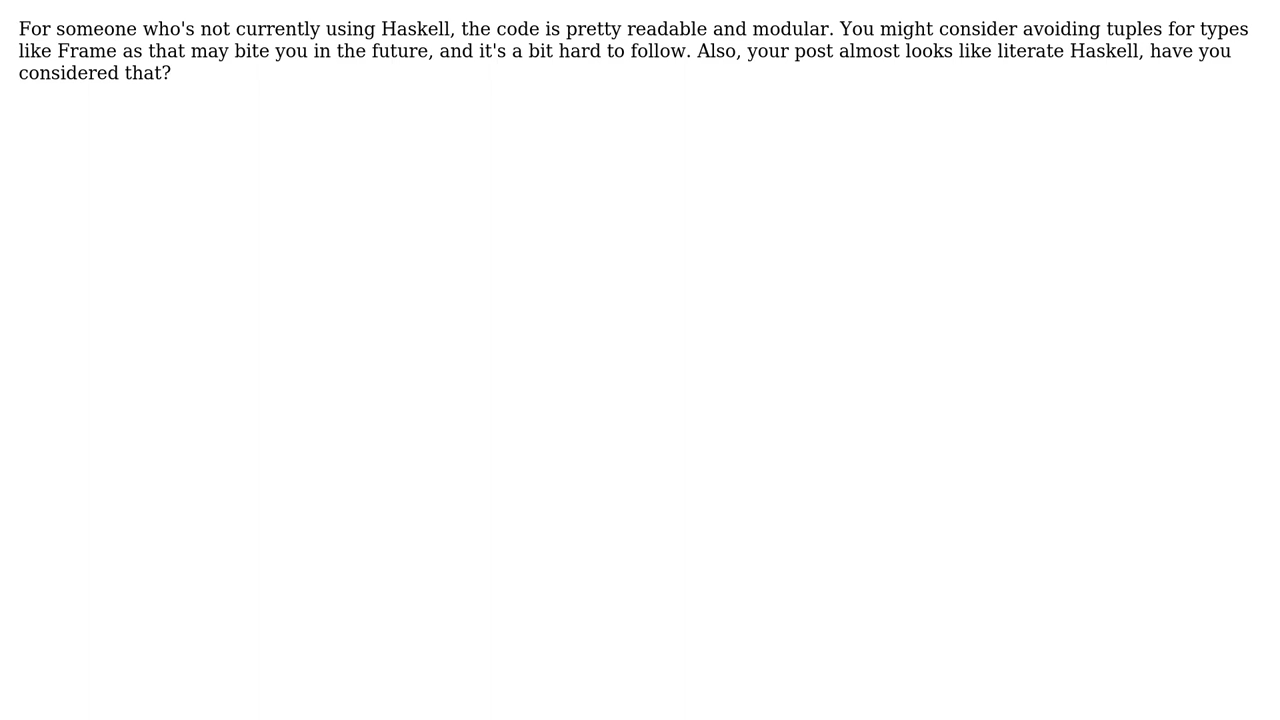 For someone who's not currently using Haskell, the code is pretty readable and modular. You might consider avoiding tuples for types
like Frame as that may bite you in the future, and it's a bit hard to follow. Also, your post almost looks like literate Haskell, have you
considered that?